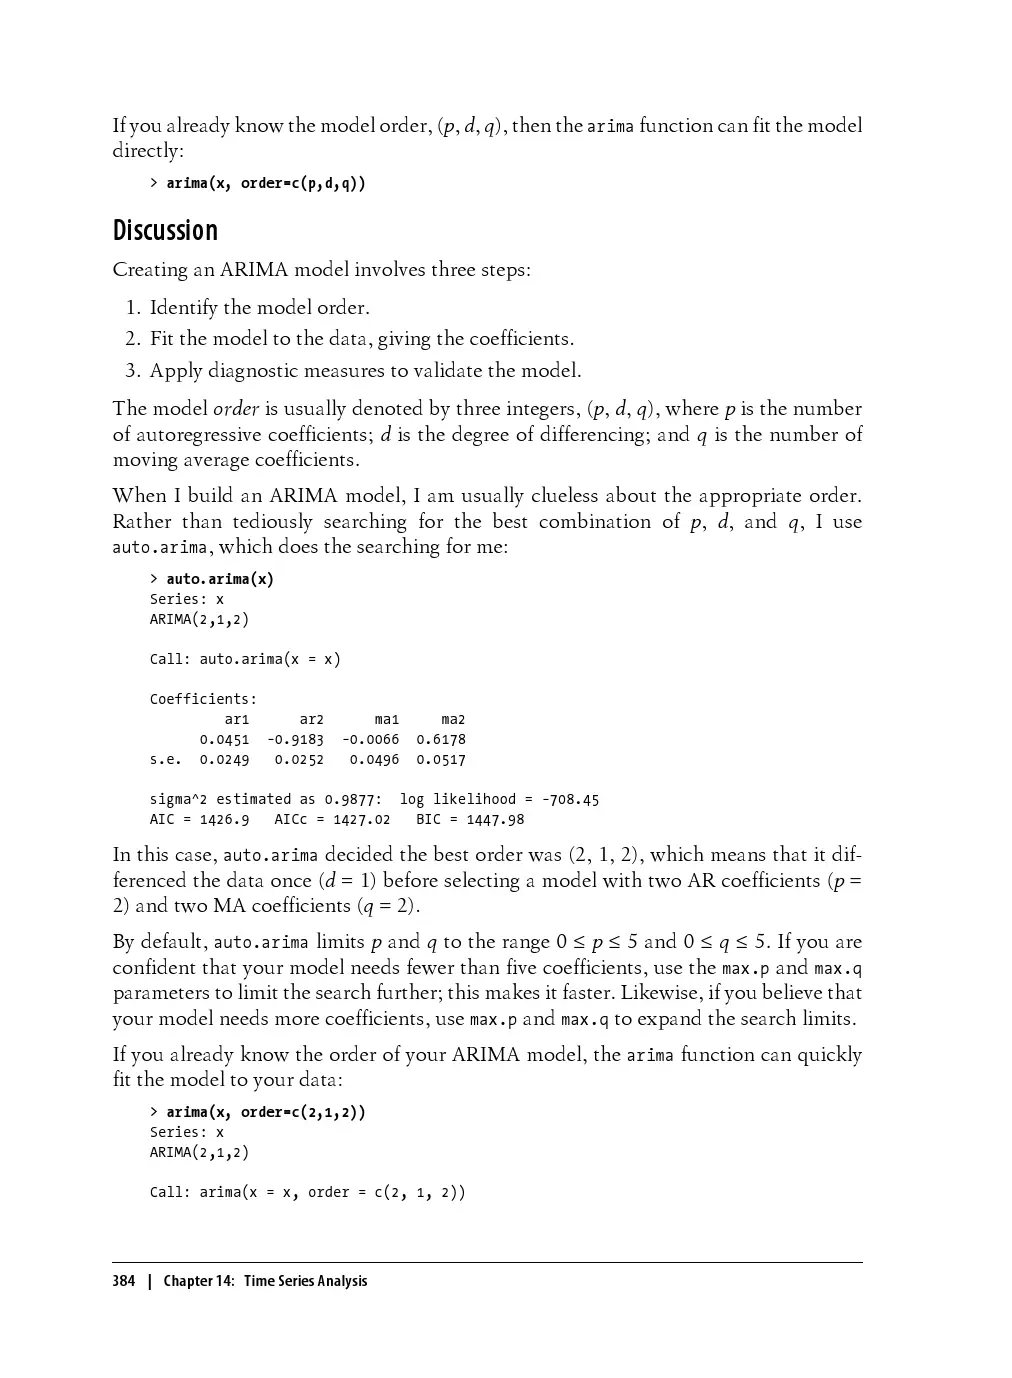 If you already know the model order, (p, d, q), then the arima function can fit the model
directly:
> arima(x, order=c(p,d,q))
Discussion
Creating an ARIMA model involves three steps:
1. Identify the model order.
2. Fit the model to the data, giving the coefficients.
3. Apply diagnostic measures to validate the model.
The model order is usually denoted by three integers, (p, d, q), where p is the number
of autoregressive coefficients; d is the degree of differencing; and q is the number of
moving average coefficients.
When I build an ARIMA model, I am usually clueless about the appropriate order.
Rather than tediously searching for the best combination of p, d, and q, I use
auto.arima, which does the searching for me:
> auto.arima(x)
Series: x
ARIMA(2,1,2)
Call: auto.arima(x = x)
Coefficients:
ar1 ar2 ma1 ma2
0.0451 -0.9183 -0.0066 0.6178
s.e. 0.0249 0.0252 0.0496 0.0517
sigma^2 estimated as 0.9877: log likelihood = -708.45
AIC = 1426.9 AICc = 1427.02 BIC = 1447.98
In this case, auto.arima decided the best order was (2, 1, 2), which means that it dif-
ferenced the data once (d = 1) before selecting a model with two AR coefficients (p =
2) and two MA coefficients (q = 2).
By default, auto.arima limits p and q to the range 0 ≤ p ≤ 5 and 0 ≤ q ≤ 5. If you are
confident that your model needs fewer than five coefficients, use the max.p and max.q
parameters to limit the search further; this makes it faster. Likewise, if you believe that
your model needs more coefficients, use max.p and max.q to expand the search limits.
If you already know the order of your ARIMA model, the arima function can quickly
fit the model to your data:
> arima(x, order=c(2,1,2))
Series: x
ARIMA(2,1,2)
Call: arima(x = x, order = c(2, 1, 2))
384 | Chapter 14: Time Series Analysis